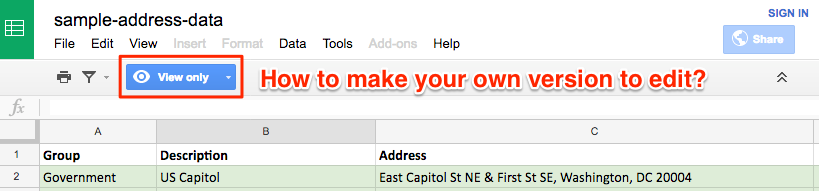 sample-address-data
SIGN IN
File Edit View Insert Format Data Tools Add-ons Help
Share
View only How to make your own version to edit?
fx
A B C
1 Group Description Address
2 Government US Capitol East Capitol St NE & First St SE, Washington, DC 20004